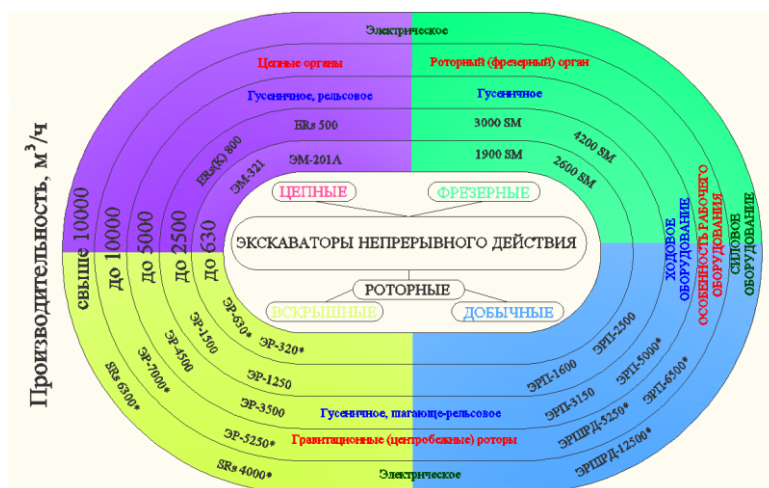 Электрическое
Цепные органы
Роторный (фрезерный) орган
Гусеничное, рельсовое
Гусеничное
ERs 500
3000 SM
4200 SM
ERs(K) 800
ЭМ-201А
1900 SM
2600 SM
ЭМ-321
ЦЕПНЫЕ
ФРЕЗЕРНЫЕ
ЭКСКАВАТОРЫ НЕПРЕРЫВНОГО ДЕЙСТВИЯ
РОТОРНЫЕ
ВСКРЫШНЫЕ
ДОБЫЧНЫЕ
Производительность, м³/ч
свыше 10000
до 10000
до 5000
до 2500
до 630
ХОДОВОЕ
ОБОРУДОВАНИЕ
ОСОБЕННОСТЬ РАБОЧЕГО
ОБОРУДОВАНИЯ
СИЛОВОЕ
ОБОРУДОВАНИЕ
ЭР-630*
ЭР-320*
ЭР-1500
ЭР-1250
ЭР-4500
ЭР-3500
ЭР-7000*
ЭР-5250*
SRs 6300*
SRs 4000*
ЭРП-1600
ЭРП-2500
ЭРП-3150
ЭРП-5000*
ЭРШРД-5250*
ЭРП-6500*
ЭРШРД-12500*
Гусеничное, шагающе-рельсовое
Гравитационные (центробежные) роторы
Электрическое